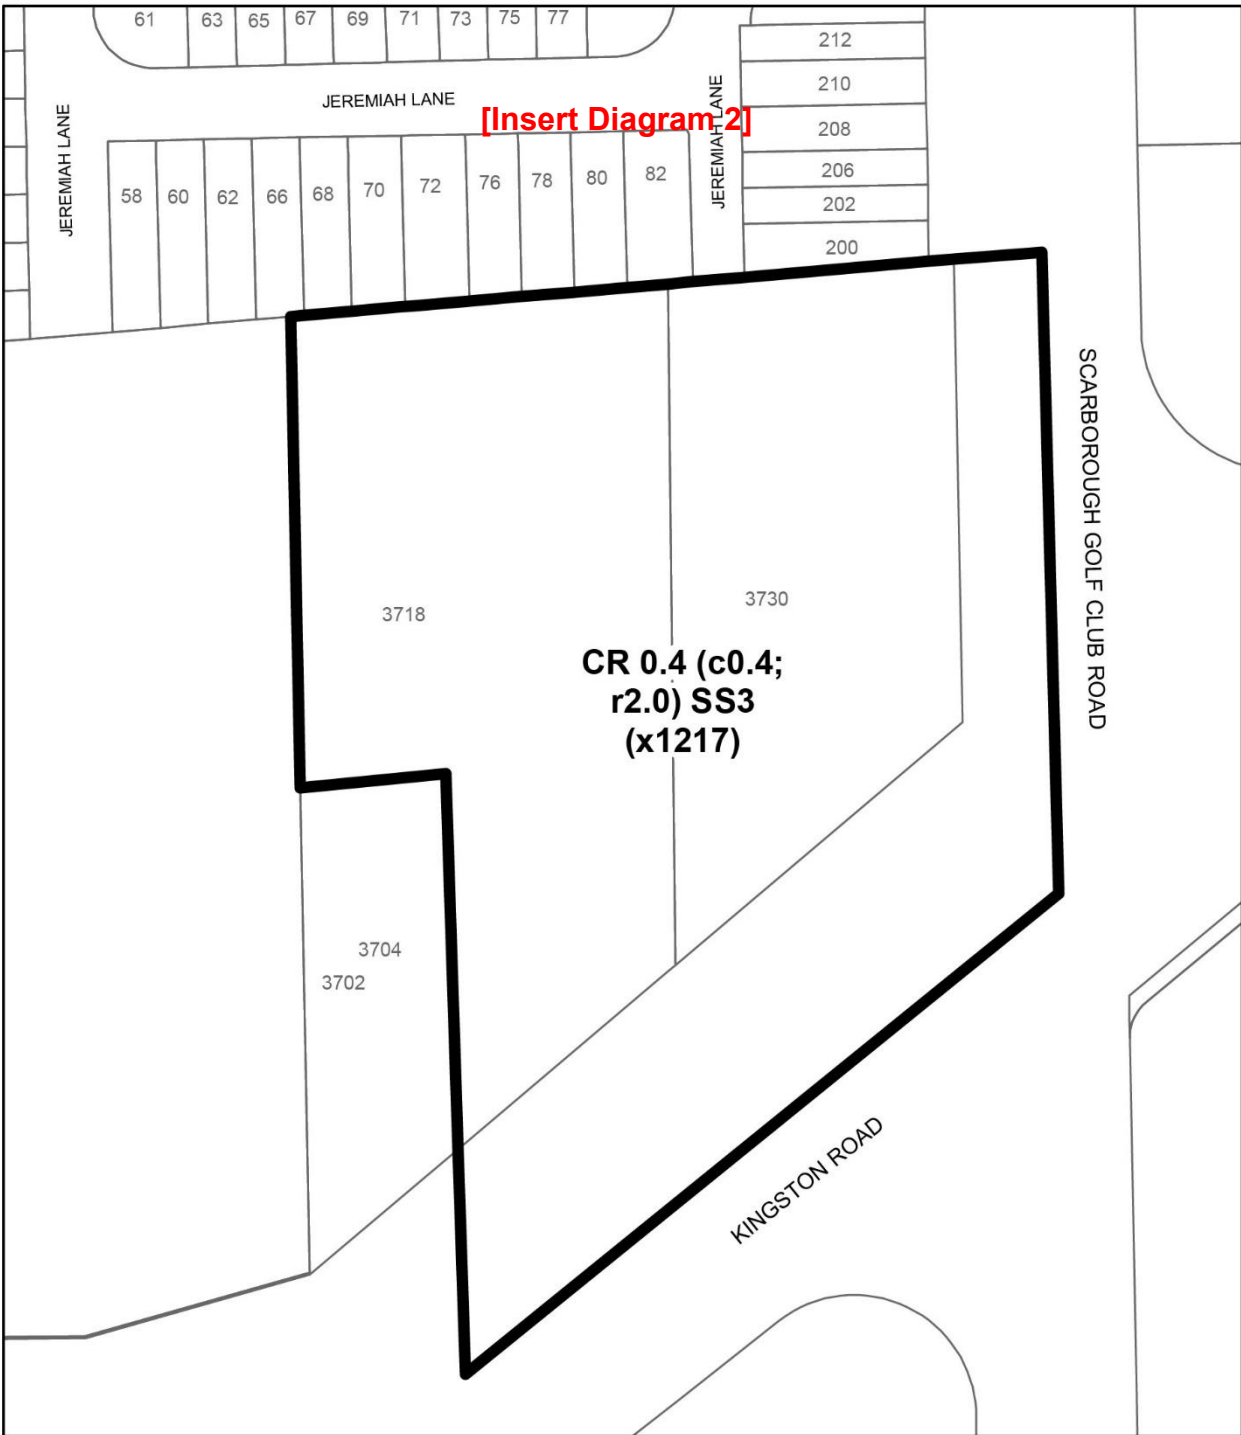 61 63 65 67 69 71 73 75 77
212
JEREMIAH LANE
210
[Insert Diagram 2]
JEREMIAH LANE
JEREMIAH LANE
208
58 60 62 66 68 70 72 76 78 80 82
206
202
200
SCARBOROUGH GOLF CLUB ROAD
3718
3730
CR 0.4 (c0.4;
r2.0) SS3
(x1217)
3704
3702
KINGSTON ROAD